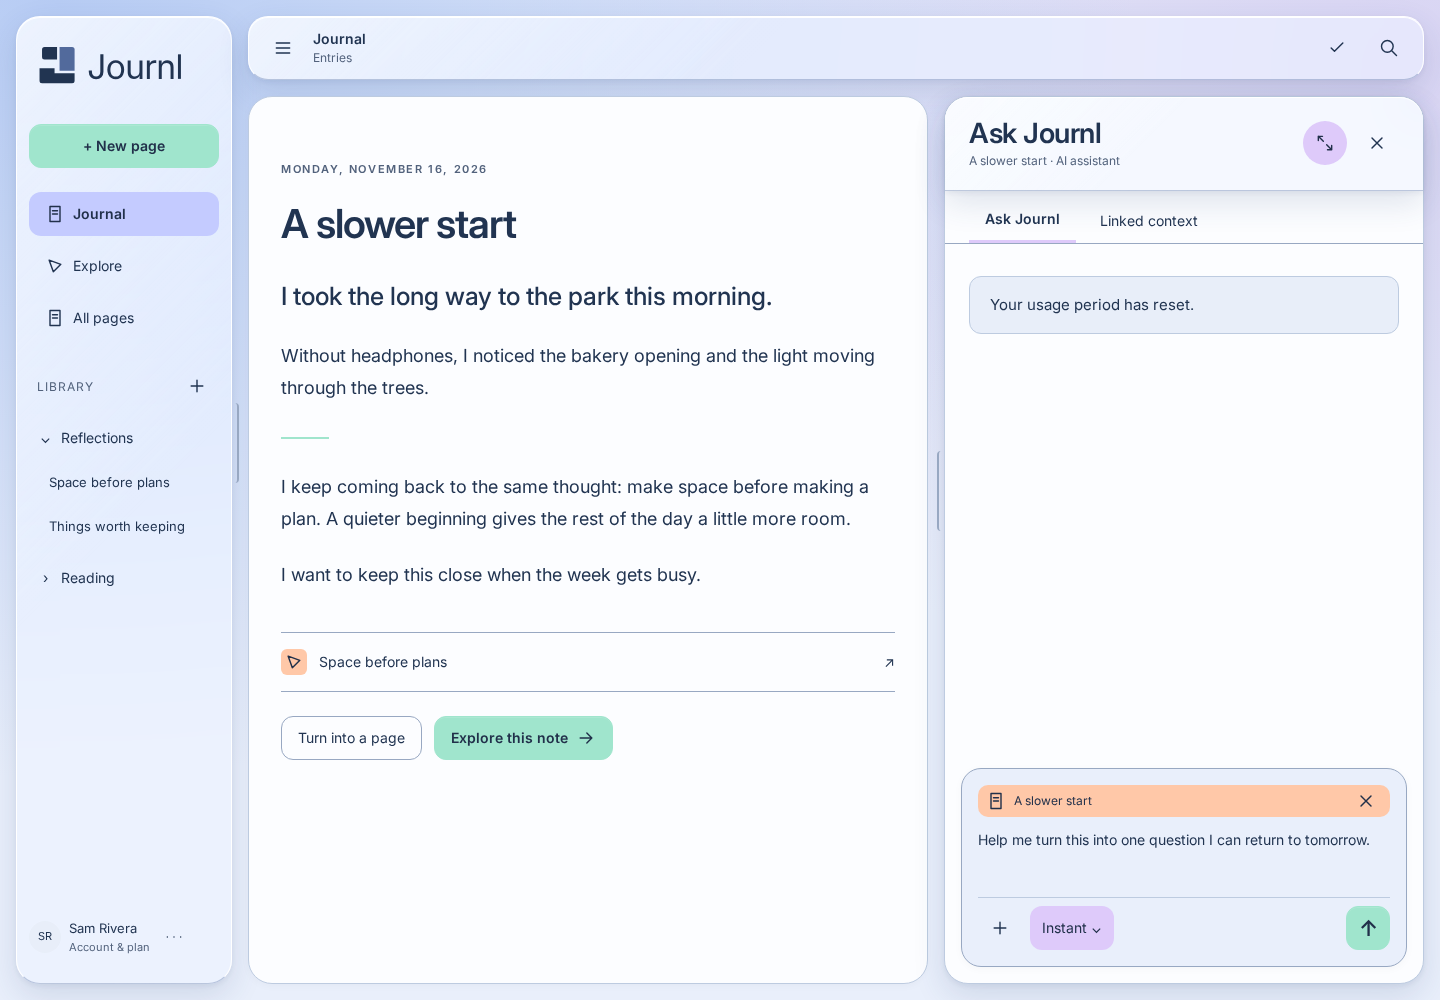 Journl
+ New page
Journal
Explore
All pages
LIBRARY
Reflections
Space before plans
Things worth keeping
Reading
SR
Sam Rivera
Account & plan
Journal
Entries
MONDAY, NOVEMBER 16, 2026
A slower start
I took the long way to the park this morning.
Without headphones, I noticed the bakery opening and the light moving
through the trees.
I keep coming back to the same thought: make space before making a
plan. A quieter beginning gives the rest of the day a little more room.
I want to keep this close when the week gets busy.
Space before plans
Turn into a page
Explore this note
Ask Journl
A slower start · AI assistant
Ask Journl
Linked context
Your usage period has reset.
A slower start
Help me turn this into one question I can return to tomorrow.
Instant